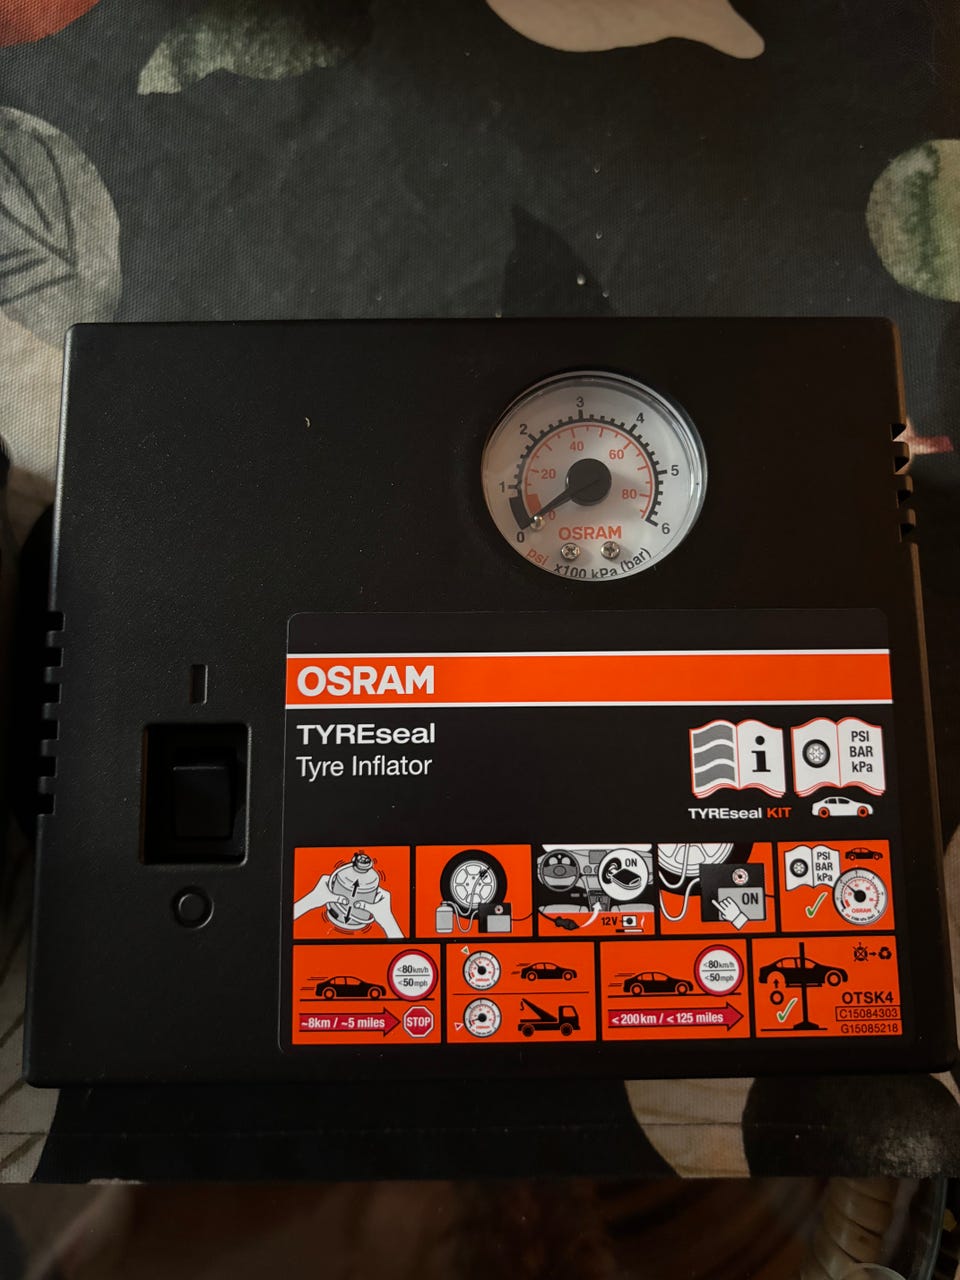 3
2
4
40
60
1
20
5
80
0
0
6
OSRAM
psi x100 kPa (bar)
OSRAM
TYREseal
Tyre Inflator
i
PSI
BAR
kPa
TYREseal KIT
ON
12V
ON
PSI
BAR
kPa
OSRAM
<80km/h
<50mph
~8km / ~5 miles
STOP
<80km/h
<50mph
<200km / <125 miles
OTSK4
C15084303
G15085218